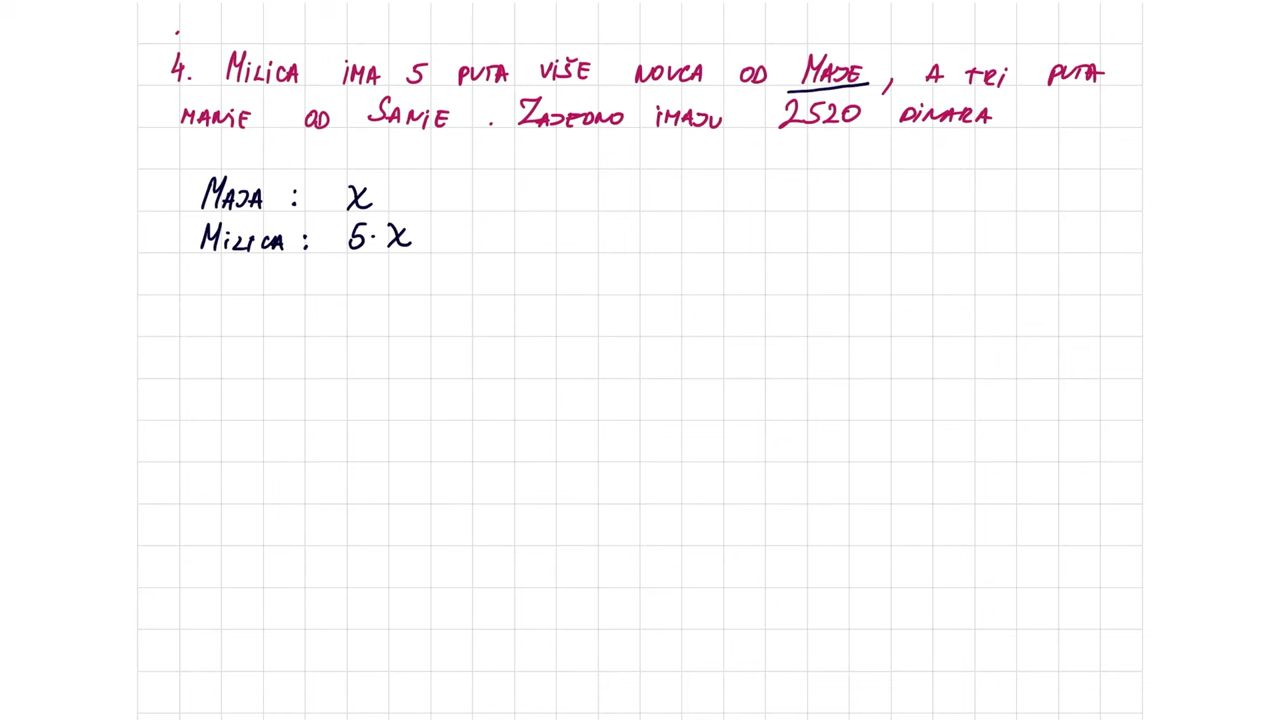 4. MILICA IMA 5 PUTA VIŠE NOVCA OD MAJE, A TRI PUTA
MANJE OD SANJE. ZAJEDNO IMAJU 2520 DINARA
MAJA: x
MILICA: 5·x